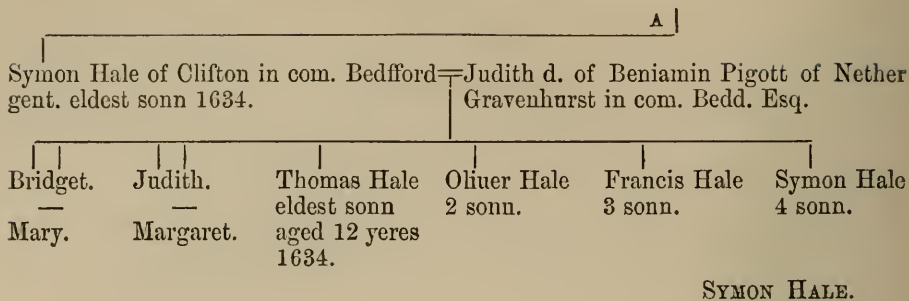 A
Symon Hale of Clifton in com. Bedfford=Judith d. of Beniamin Pigott of Nether
gent. eldest sonn 1634. Gravenhurst in com. Bedd. Esq.
Bridget. Judith. Thomas Hale Oliuer Hale Francis Hale Symon Hale
— — eldest sonn 2 sonn. 3 sonn. 4 sonn.
Mary. Margaret. aged 12 yeres
1634.
SYMON HALE.